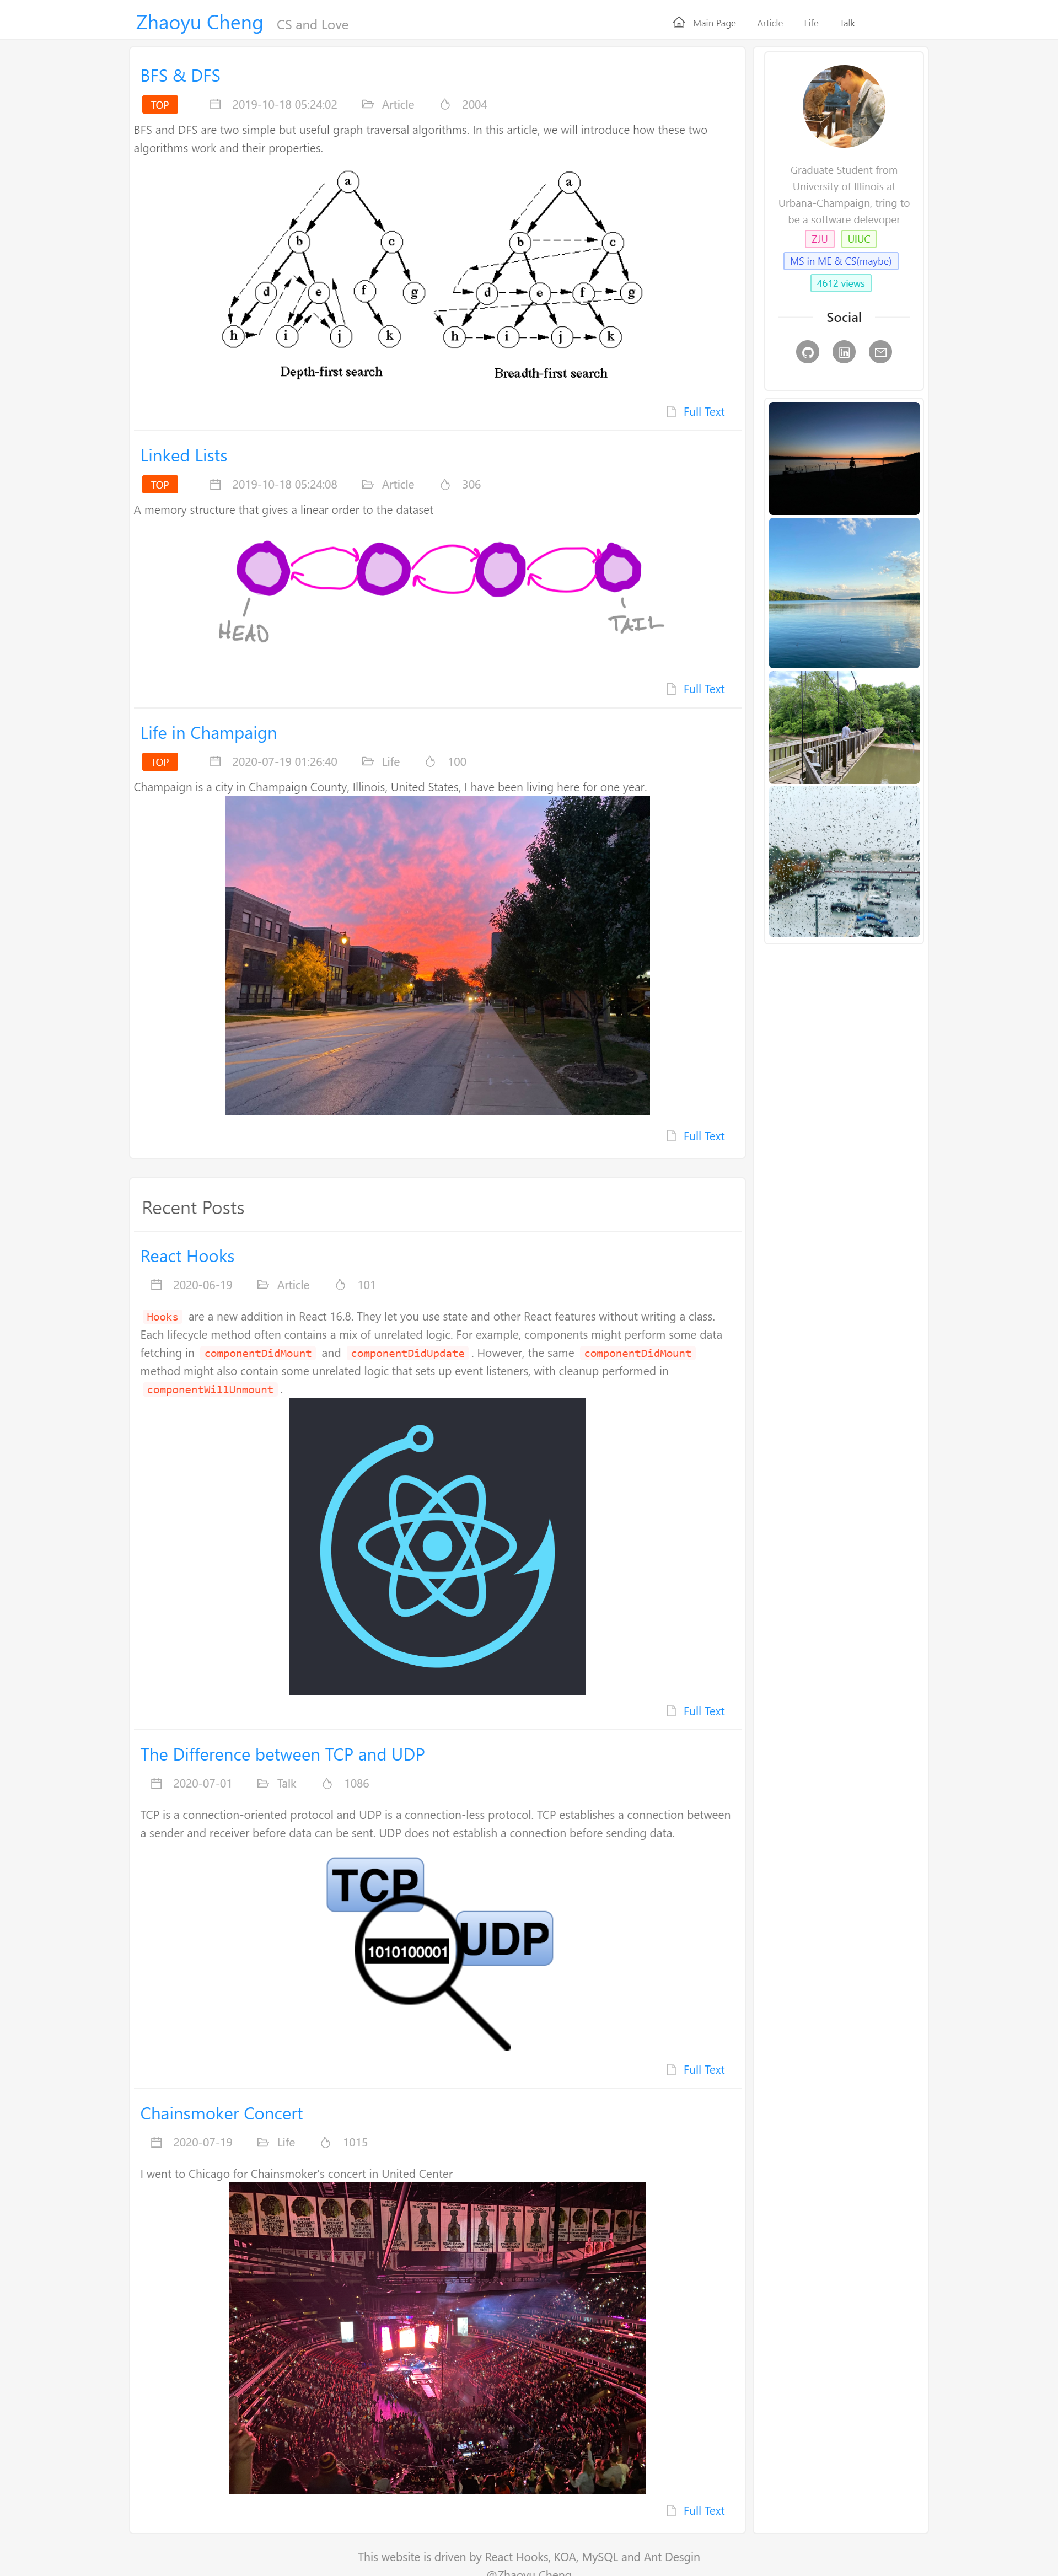 Zhaoyu Cheng CS and Love
Main Page Article Life Talk
BFS & DFS
TOP 2019-10-18 05:24:02 Article 2004
BFS and DFS are two simple but useful graph traversal algorithms. In this article, we will introduce how these two
algorithms work and their properties.
a
b c
d e f g
h i j k
Depth-first search
a
b c
d e f g
h i j k
Breadth-first search
Full Text
Linked Lists
TOP 2019-10-18 05:24:08 Article 306
A memory structure that gives a linear order to the dataset
HEAD TAIL
Full Text
Life in Champaign
TOP 2020-07-19 01:26:40 Life 100
Champaign is a city in Champaign County, Illinois, United States, I have been living here for one year.
Full Text
Recent Posts
React Hooks
2020-06-19 Article 101
Hooks are a new addition in React 16.8. They let you use state and other React features without writing a class.
Each lifecycle method often contains a mix of unrelated logic. For example, components might perform some data
fetching in componentDidMount and componentDidUpdate . However, the same componentDidMount
method might also contain some unrelated logic that sets up event listeners, with cleanup performed in
componentWillUnmount .
Full Text
The Difference between TCP and UDP
2020-07-01 Talk 1086
TCP is a connection-oriented protocol and UDP is a connection-less protocol. TCP establishes a connection between
a sender and receiver before data can be sent. UDP does not establish a connection before sending data.
TCP
UDP
1010100001
Full Text
Chainsmoker Concert
2020-07-19 Life 1015
I went to Chicago for Chainsmoker's concert in United Center
Full Text
Graduate Student from
University of Illinois at
Urbana-Champaign, tring to
be a software delevoper
ZJU UIUC
MS in ME & CS(maybe)
4612 views
Social
This website is driven by React Hooks, KOA, MySQL and Ant Desgin
@Zhaoyu Cheng